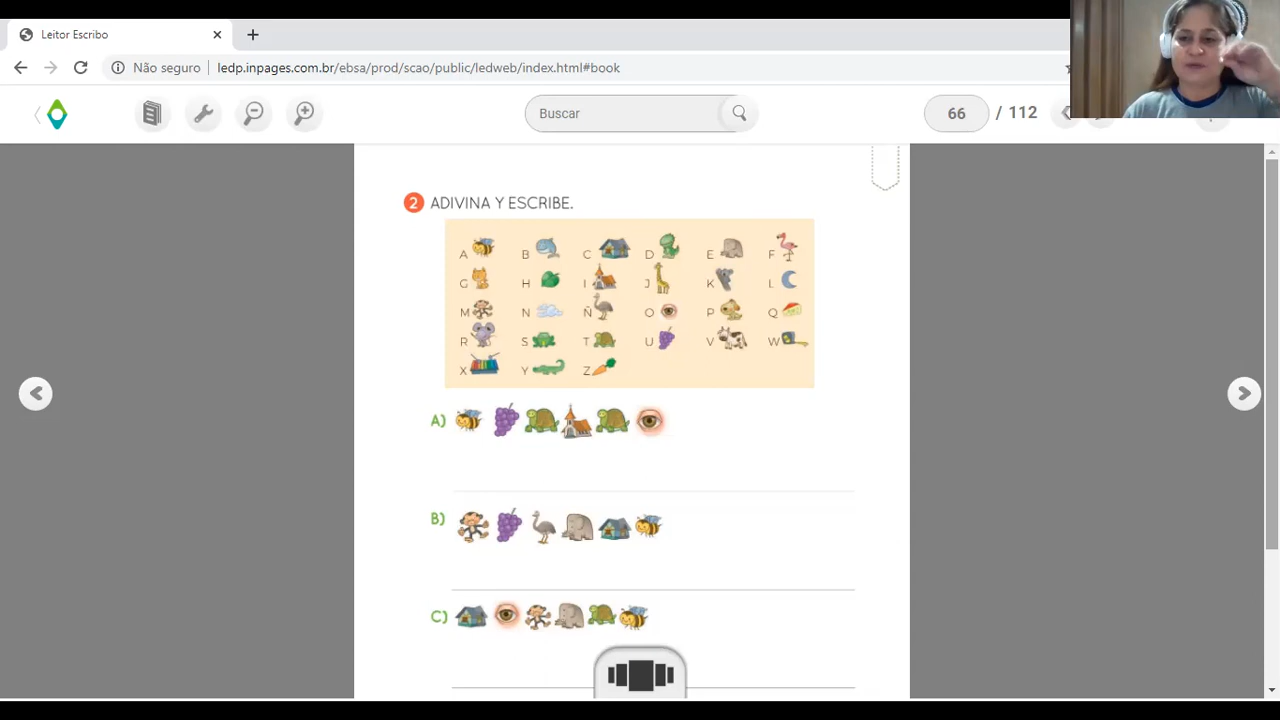 Leitor Escribo
Não seguro ledp.inpages.com.br/ebsa/prod/scao/public/ledweb/index.html#book
Buscar 66 / 112
2 ADIVINA Y ESCRIBE.
A B C D E F
G H I J K L
M N Ñ O P Q
R S T U V W
X Y Z
A)
B)
C)